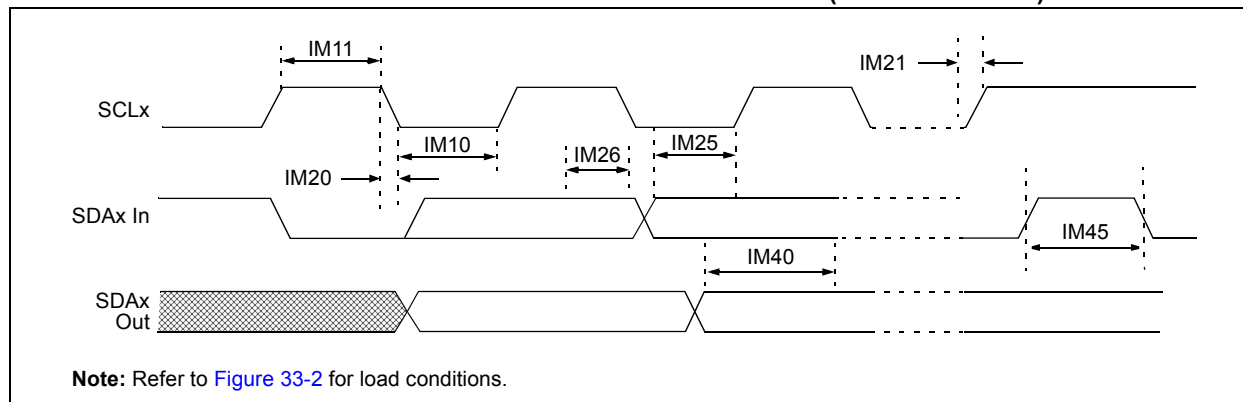 IM11
IM21
SCLx
IM10
IM26
IM25
IM20
SDAx In
IM45
IM40
SDAx
Out
Note: Refer to Figure 33-2 for load conditions.